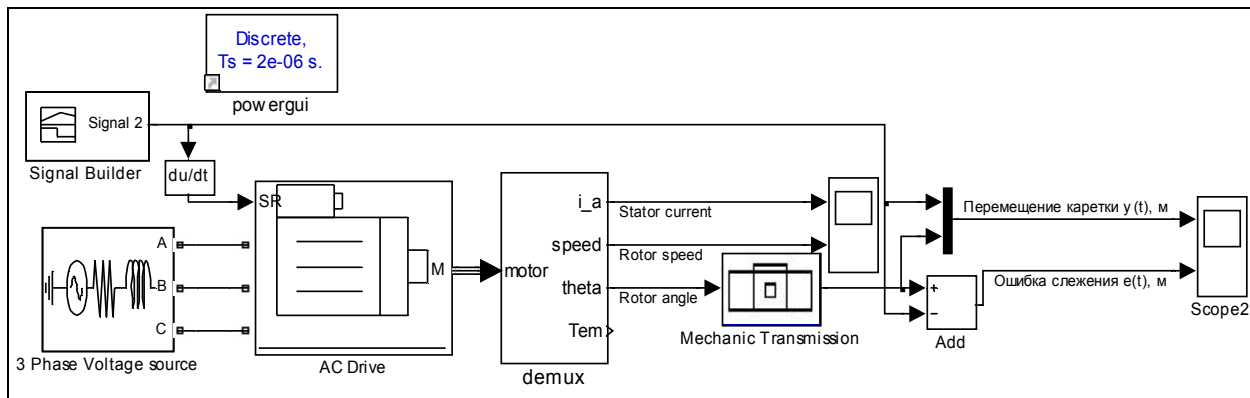 Discrete,
Ts = 2e-06 s.
powergui
Signal 2
Signal Builder
du/dt
SR
M
AC Drive
A
B
C
3 Phase Voltage source
motor
i_a
speed
theta
Tem
demux
Stator current
Rotor speed
Rotor angle
Mechanic Transmission
+
−
Add
Перемещение каретки y(t), м
Ошибка слежения e(t), м
Scope2